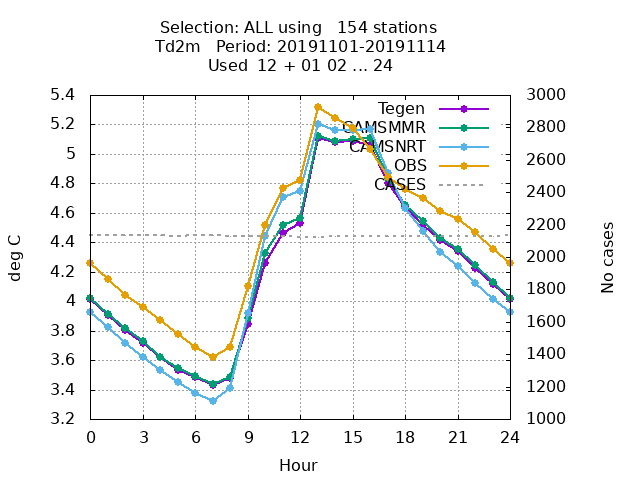 Selection: ALL using   154 stations
Td2m   Period: 20191101-20191114
Used  12 + 01 02 ... 24
5.4
5.2
5
4.8
4.6
4.4
4.2
4
3.8
3.6
3.4
3.2
deg C
Tegen
CAMSMMR
CAMSNRT
OBS
CASES
3000
2800
2600
2400
2200
2000
1800
1600
1400
1200
1000
No cases
0 3 6 9 12 15 18 21 24
Hour